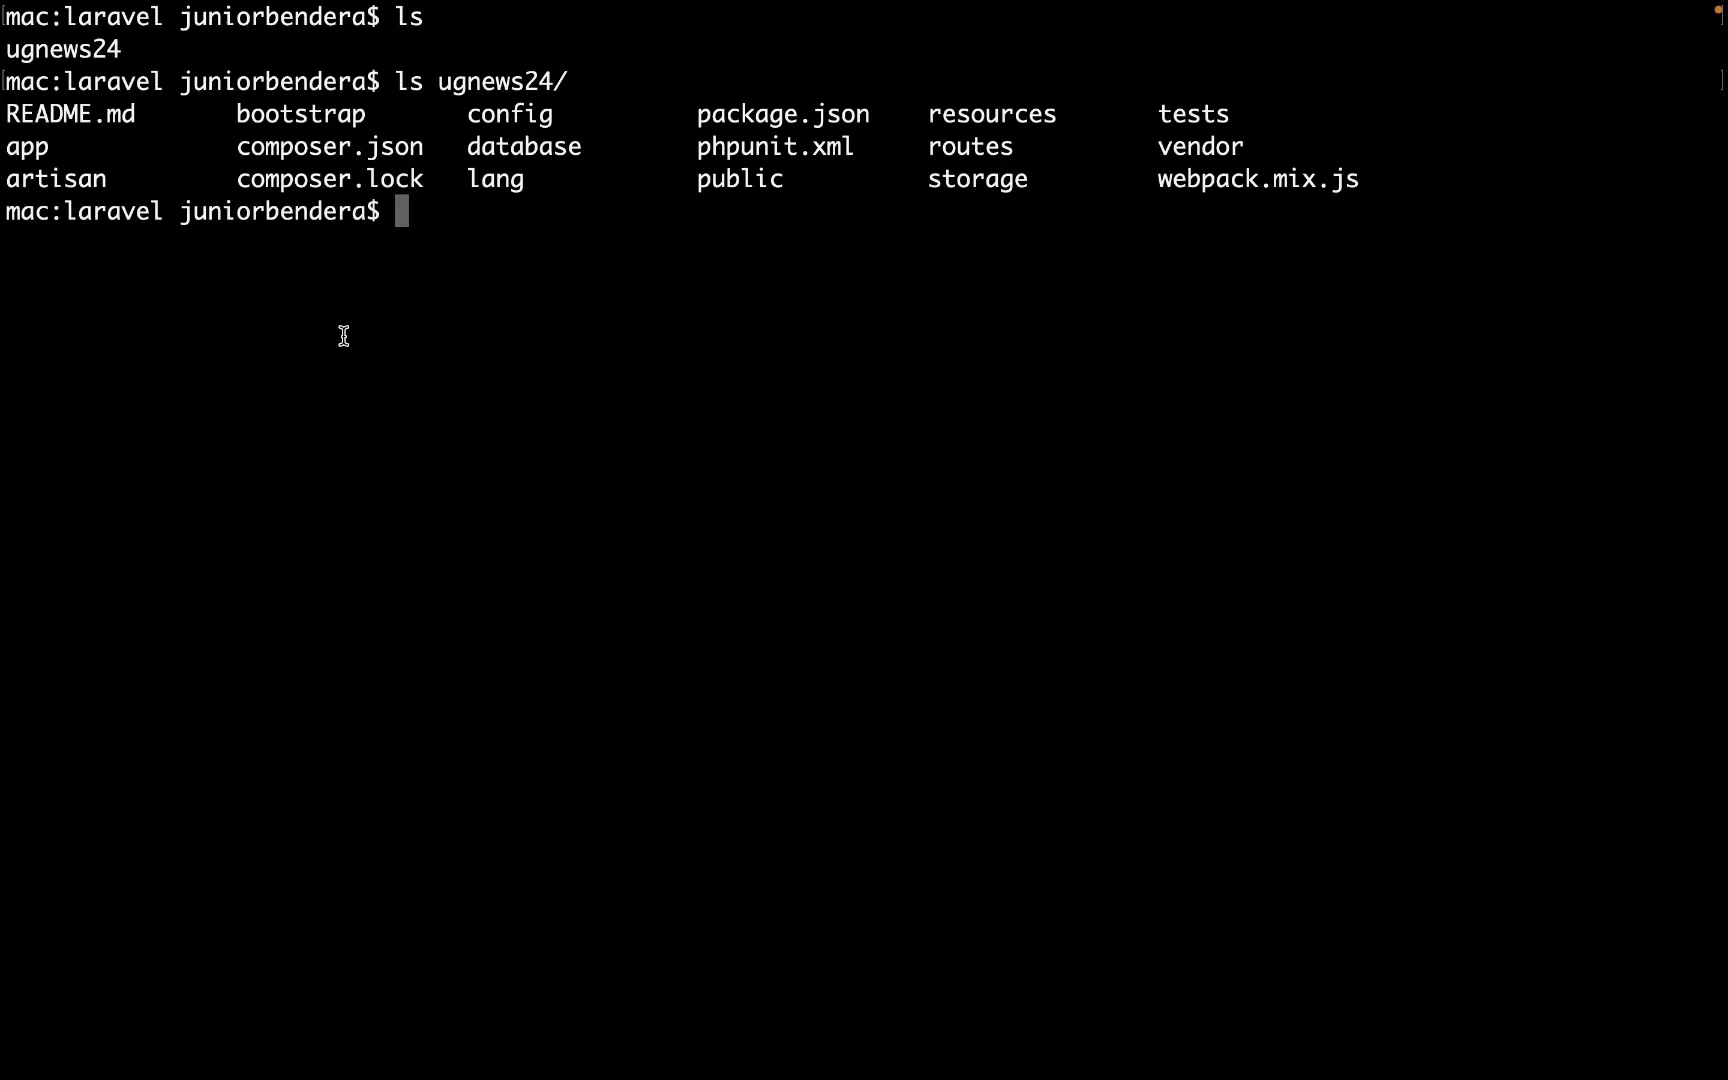 mac:laravel juniorbendera$ ls
ugnews24
mac:laravel juniorbendera$ ls ugnews24/
README.md bootstrap config package.json resources tests
app composer.json database phpunit.xml routes vendor
artisan composer.lock lang public storage webpack.mix.js
mac:laravel juniorbendera$